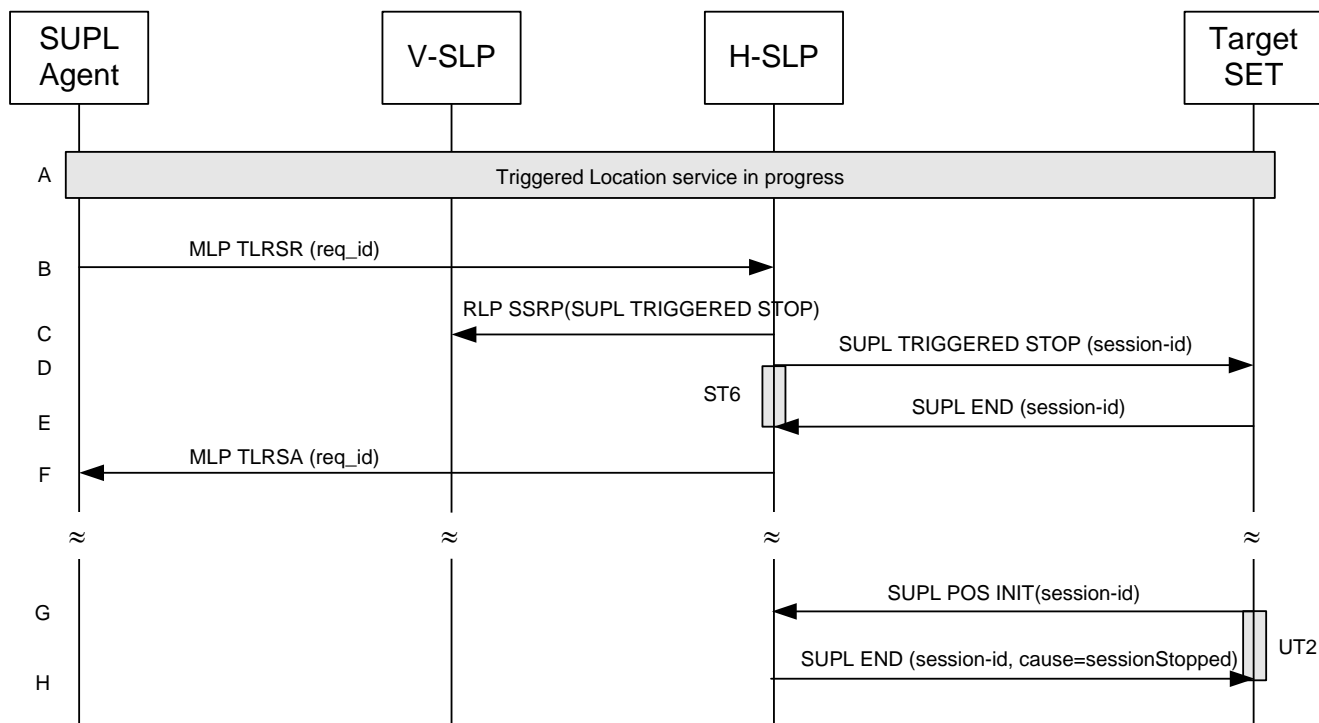 SUPL
Agent
V-SLP
H-SLP
Target
SET
A
Triggered Location service in progress
B
MLP TLRSR (req_id)
C
RLP SSRP(SUPL TRIGGERED STOP)
D
SUPL TRIGGERED STOP (session-id)
ST6
E
SUPL END (session-id)
F
MLP TLRSA (req_id)
≈ ≈ ≈ ≈
G
SUPL POS INIT(session-id)
UT2
H
SUPL END (session-id, cause=sessionStopped)